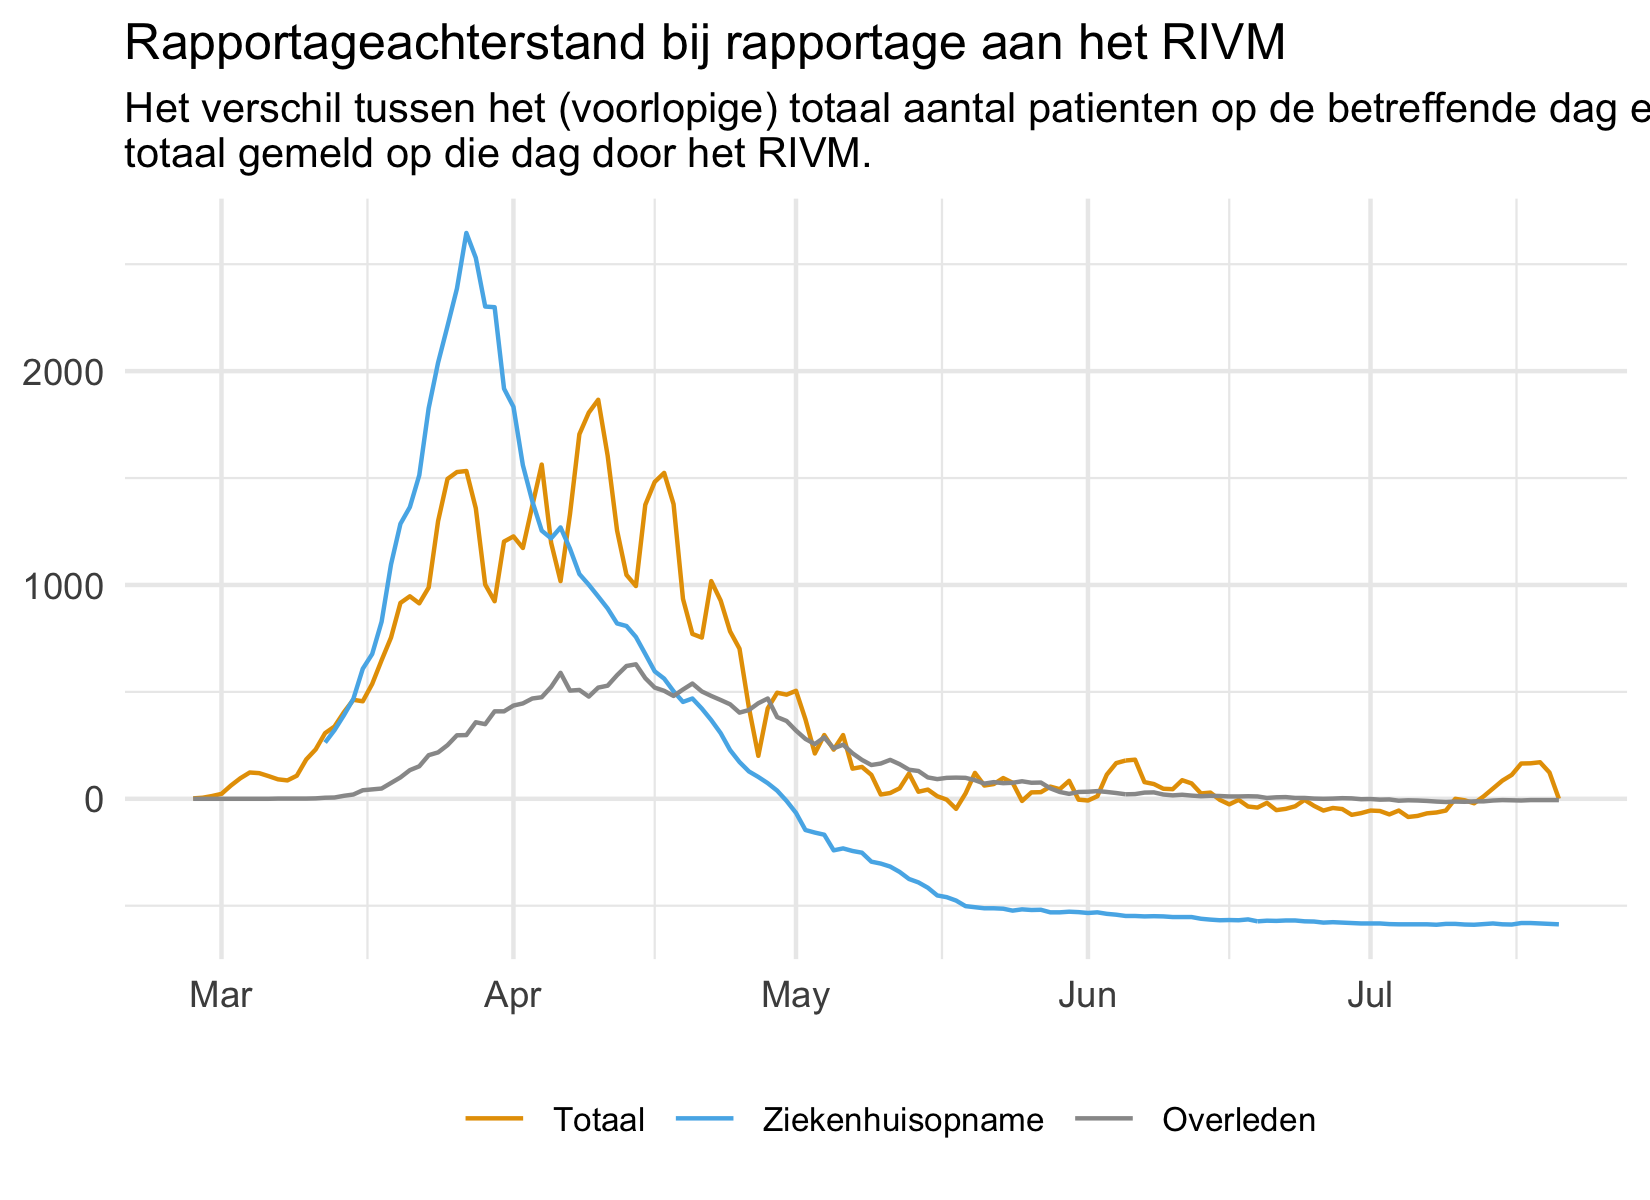 Rapportageachterstand bij rapportage aan het RIVM
Het verschil tussen het (voorlopige) totaal aantal patienten op de betreffende dag e
totaal gemeld op die dag door het RIVM.
2000
1000
0
Mar Apr May Jun Jul
Totaal Ziekenhuisopname Overleden